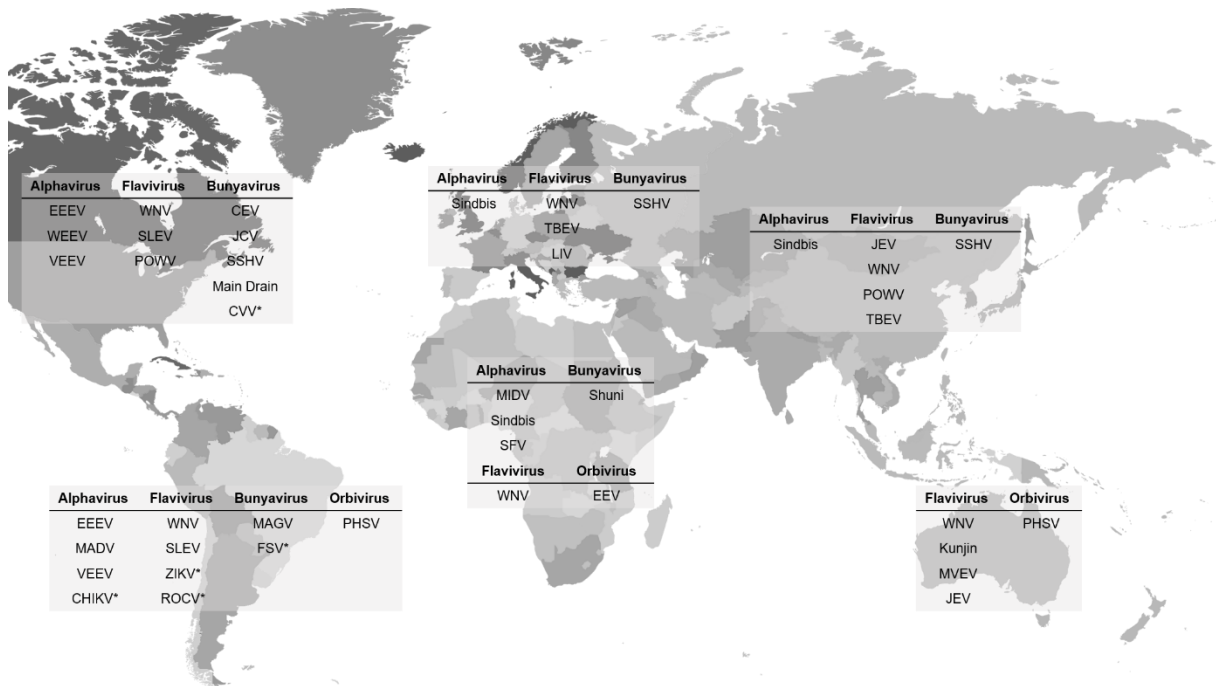 Alphavirus Flavivirus Bunyavirus
EEEV WNV CEV
WEEV SLEV JCV
VEEV POWV SSHV
Main Drain
CVV*
Alphavirus Flavivirus Bunyavirus
Sindbis WNV SSHV
TBEV
LIV
Alphavirus Flavivirus Bunyavirus
Sindbis JEV SSHV
WNV
POWV
TBEV
Alphavirus Bunyavirus
MIDV Shuni
Sindbis
SFV
Flavivirus Orbivirus
WNV EEV
Alphavirus Flavivirus Bunyavirus Orbivirus
EEEV WNV MAGV PHSV
MADV SLEV FSV*
VEEV ZIKV*
CHIKV* ROCV*
Flavivirus Orbivirus
WNV PHSV
Kunjin
MVEV
JEV